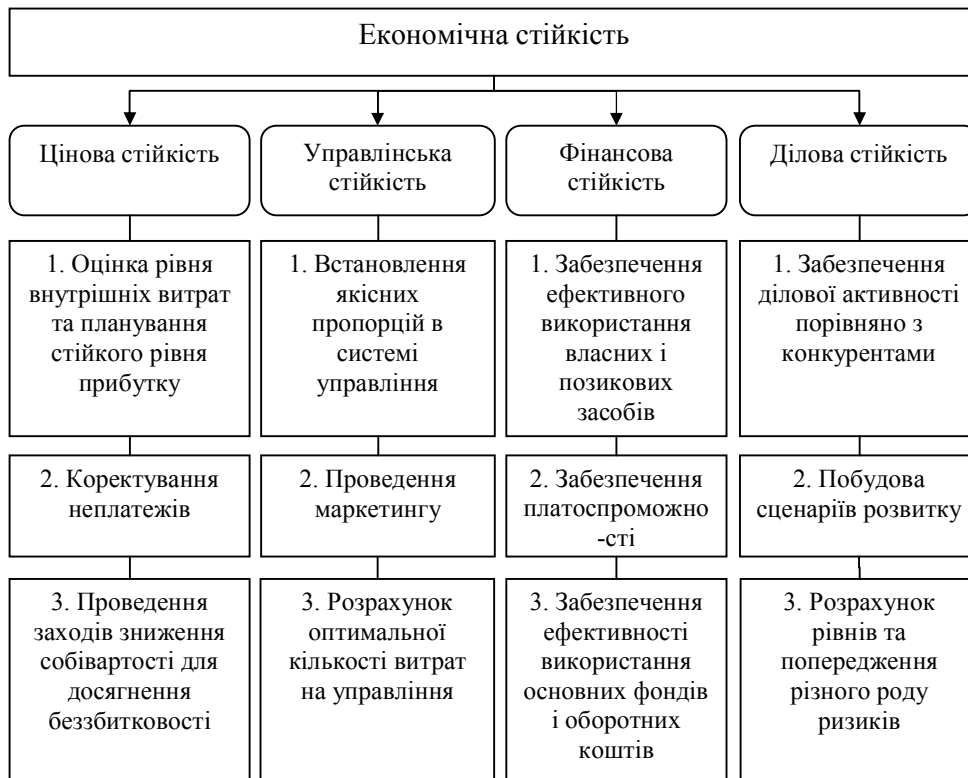 Економічна стійкість
Цінова стійкість
Управлінська
стійкість
Фінансова
стійкість
Ділова стійкість
1. Оцінка рівня
внутрішніх витрат
та планування
стійкого рівня
прибутку
1. Встановлення
якісних
пропорцій в
системі
управління
1. Забезпечення
ефективного
використання
власних і
позикових
засобів
1. Забезпечення
ділової активності
порівняно з
конкурентами
2. Коректування
неплатежів
2. Проведення
маркетингу
2. Забезпечення
платоспроможно
-сті
2. Побудова
сценаріїв розвитку
3. Проведення
заходів зниження
собівартості для
досягнення
беззбитковості
3. Розрахунок
оптимальної
кількості витрат
на управління
3. Забезпечення
ефективності
використання
основних фондів
і оборотних
коштів
3. Розрахунок
рівнів та
попередження
різного роду
ризиків